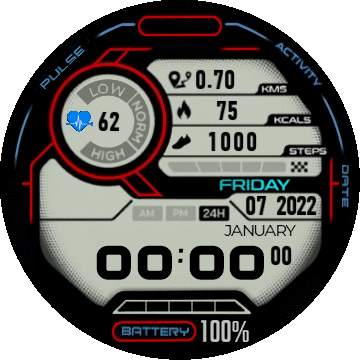 PULSE
ACTIVITY
LOW
NORM
HIGH
62
0.70
KMS
75
KCALS
1000
STEPS
DATE
FRIDAY
07 2022
AM PM 24H
JANUARY
00:00 00
BATTERY 100%